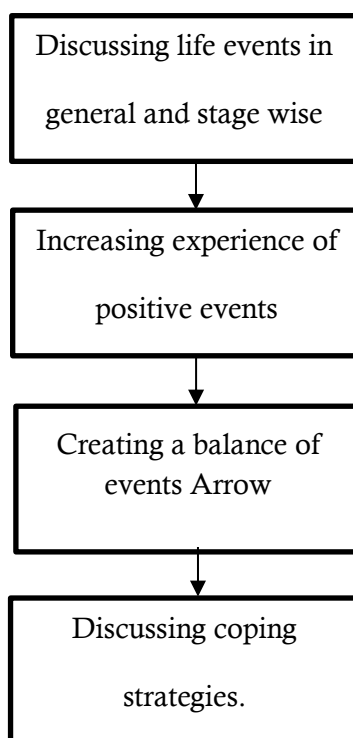 Discussing life events in
general and stage wise
Increasing experience of
positive events
Creating a balance of
events Arrow
Discussing coping
strategies.